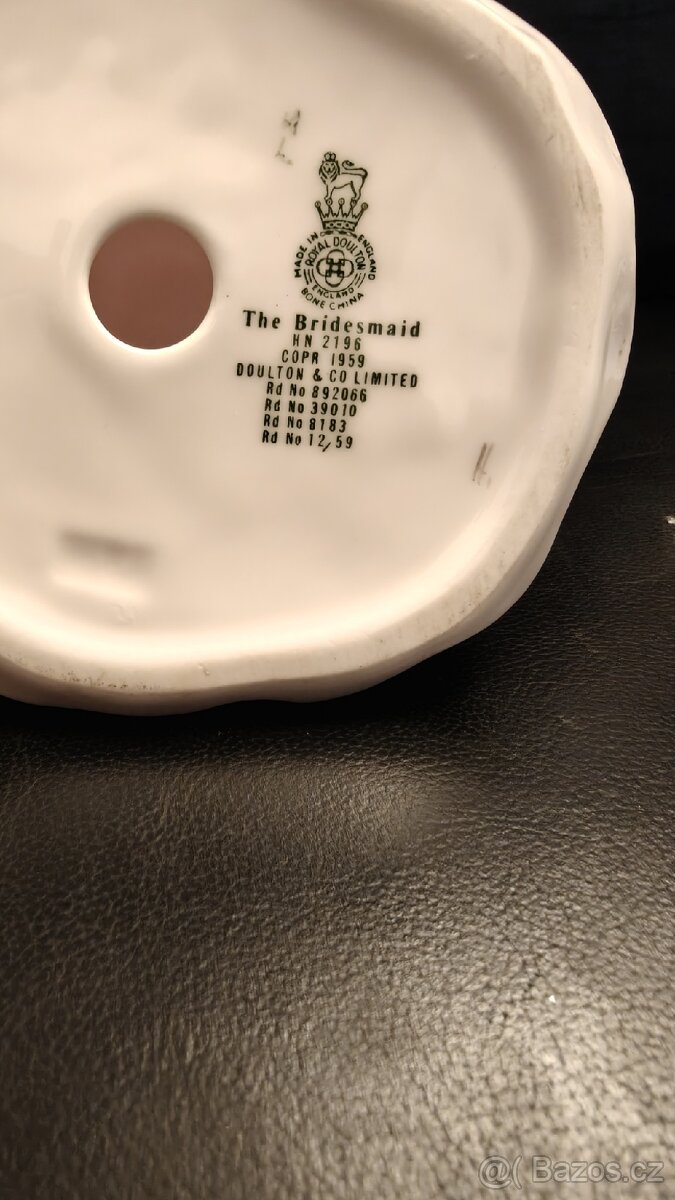 MADE IN ENGLAND
ROYAL DOULTON
ENGLAND
BONE CHINA
The Bridesmaid
HN 2196
COPR 1959
DOULTON & CO LIMITED
Rd No 892066
Rd No 39010
Rd No 8183
Rd No 12/59
@( Bazos.cz